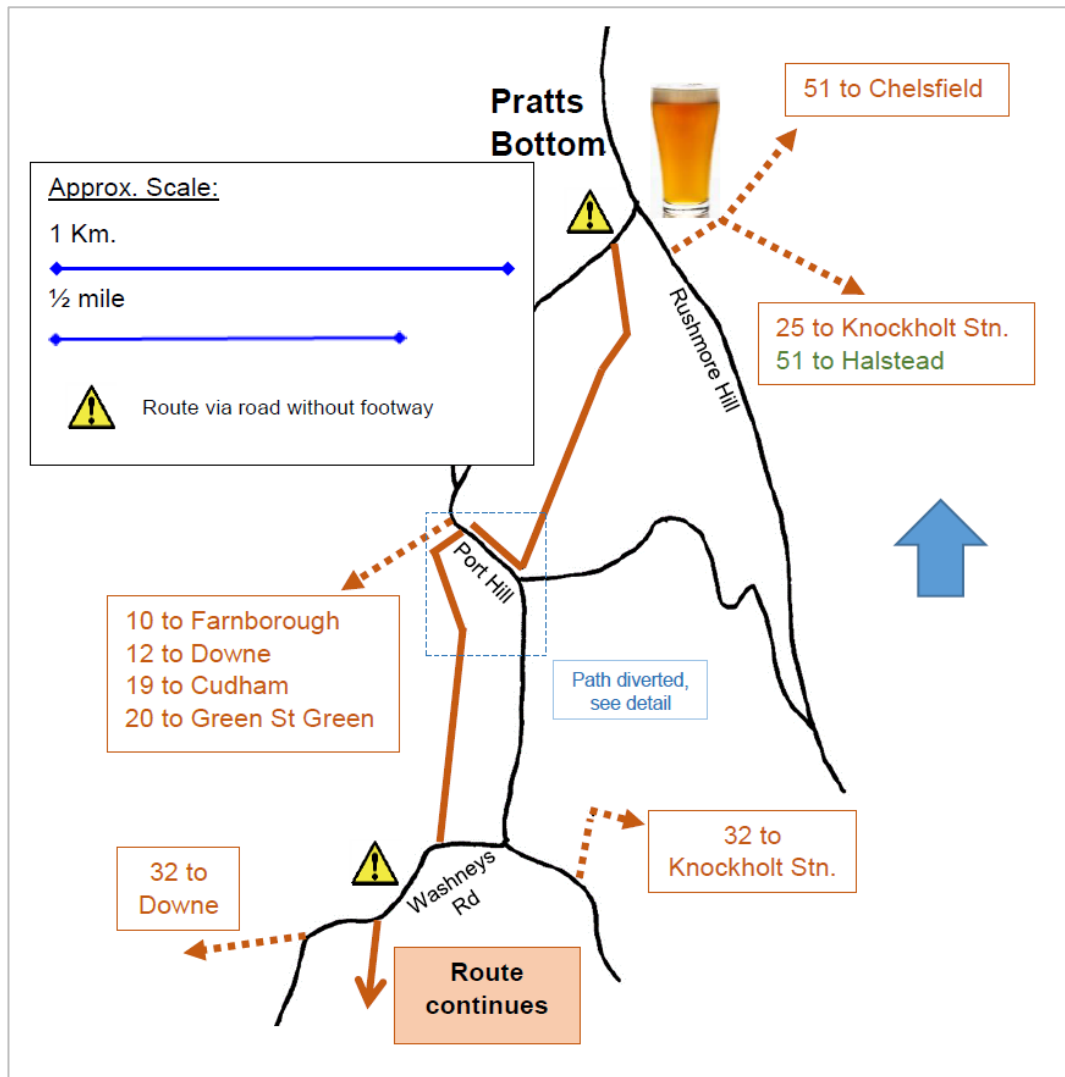 Pratts
Bottom
51 to Chelsfield
Approx. Scale:
1 Km.
½ mile
Route via road without footway
Rushmore Hill
25 to Knockholt Stn.
51 to Halstead
Port Hill
10 to Farnborough
12 to Downe
19 to Cudham
20 to Green St Green
Path diverted,
see detail
32 to
Knockholt Stn.
32 to
Downe
Washneys
Rd
Route
continues